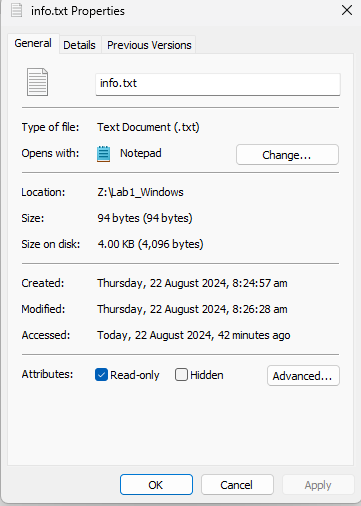 info.txt Properties
General Details Previous Versions
info.txt
Type of file: Text Document (.txt)
Opens with: Notepad Change...
Location: Z:\Lab1_Windows
Size: 94 bytes (94 bytes)
Size on disk: 4.00 KB (4,096 bytes)
Created: Thursday, 22 August 2024, 8:24:57 am
Modified: Thursday, 22 August 2024, 8:26:28 am
Accessed: Today, 22 August 2024, 42 minutes ago
Attributes: Read-only Hidden Advanced...
OK Cancel Apply